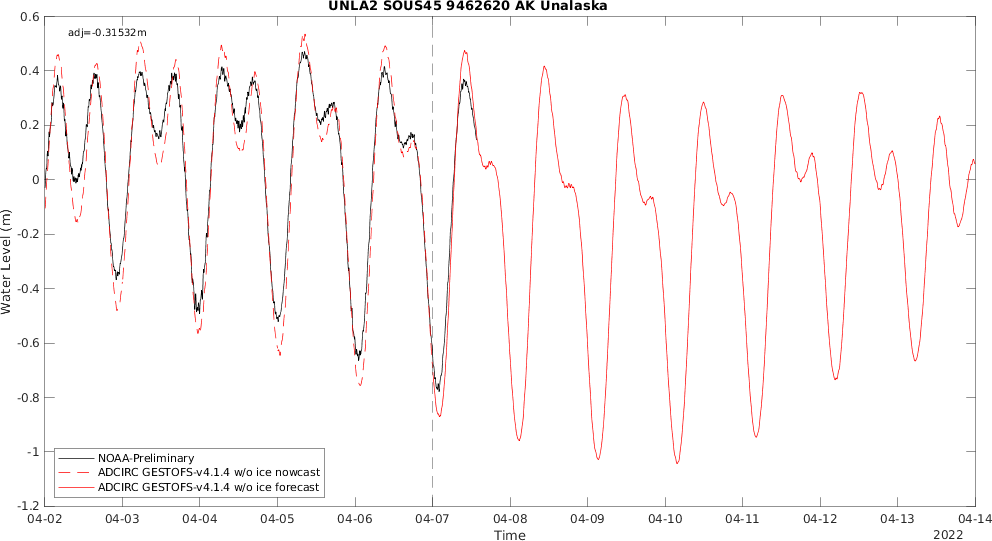 UNLA2 SOUS45 9462620 AK Unalaska
adj=-0.31532m
0.6
0.4
0.2
0
-0.2
-0.4
-0.6
-0.8
-1
-1.2
Water Level (m)
NOAA-Preliminary
ADCIRC GESTOFS-v4.1.4 w/o ice nowcast
ADCIRC GESTOFS-v4.1.4 w/o ice forecast
04-02 04-03 04-04 04-05 04-06 04-07 04-08 04-09 04-10 04-11 04-12 04-13 04-14
Time
2022